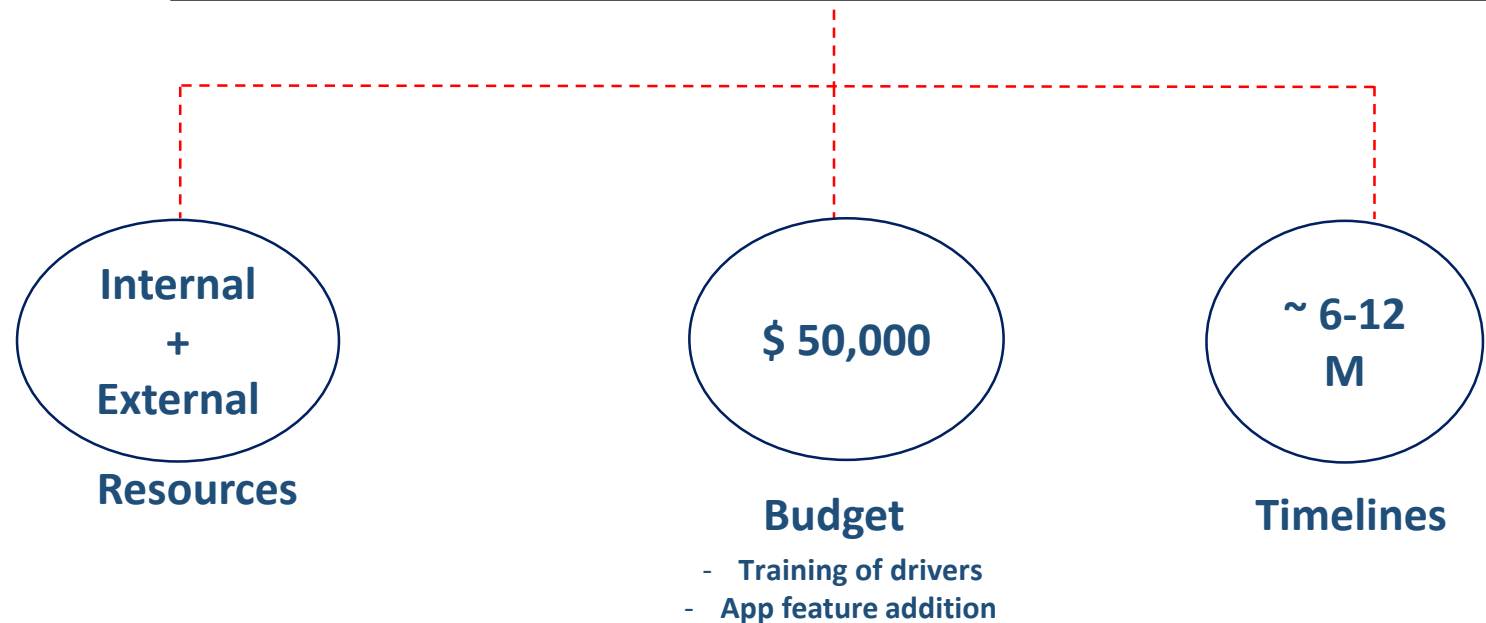 Internal
+
External
Resources
$ 50,000
Budget
- Training of drivers
- App feature addition
~ 6-12
M
Timelines